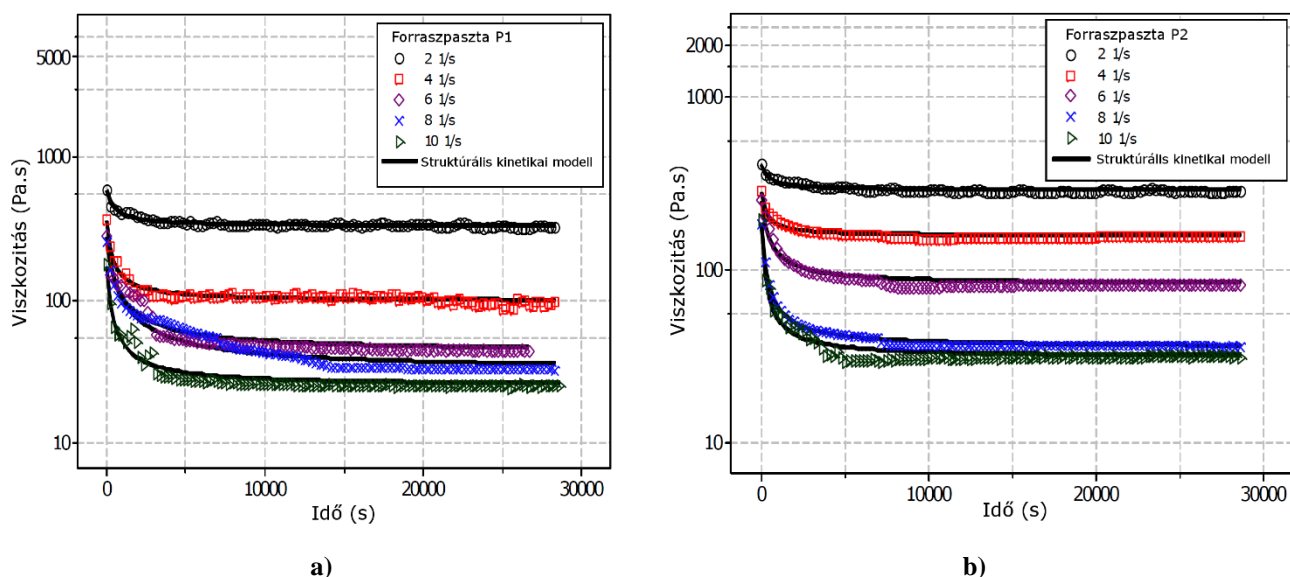 Forraszpaszta P1
2 1/s
4 1/s
6 1/s
8 1/s
10 1/s
Struktúrális kinetikai modell
5000
1000
100
10
Viszkozitás (Pa.s)
0
10000
20000
30000
Idő (s)
a)
Forraszpaszta P2
2 1/s
4 1/s
6 1/s
8 1/s
10 1/s
Struktúrális kinetikai modell
2000
1000
100
10
Viszkozitás (Pa.s)
0
10000
20000
30000
Idő (s)
b)